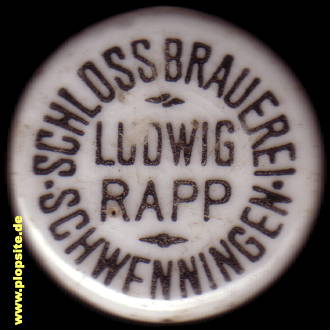 SCHLOSSBRAUEREI
LUDWIG
RAPP
· SCHWENNINGEN ·
www.plopsite.de